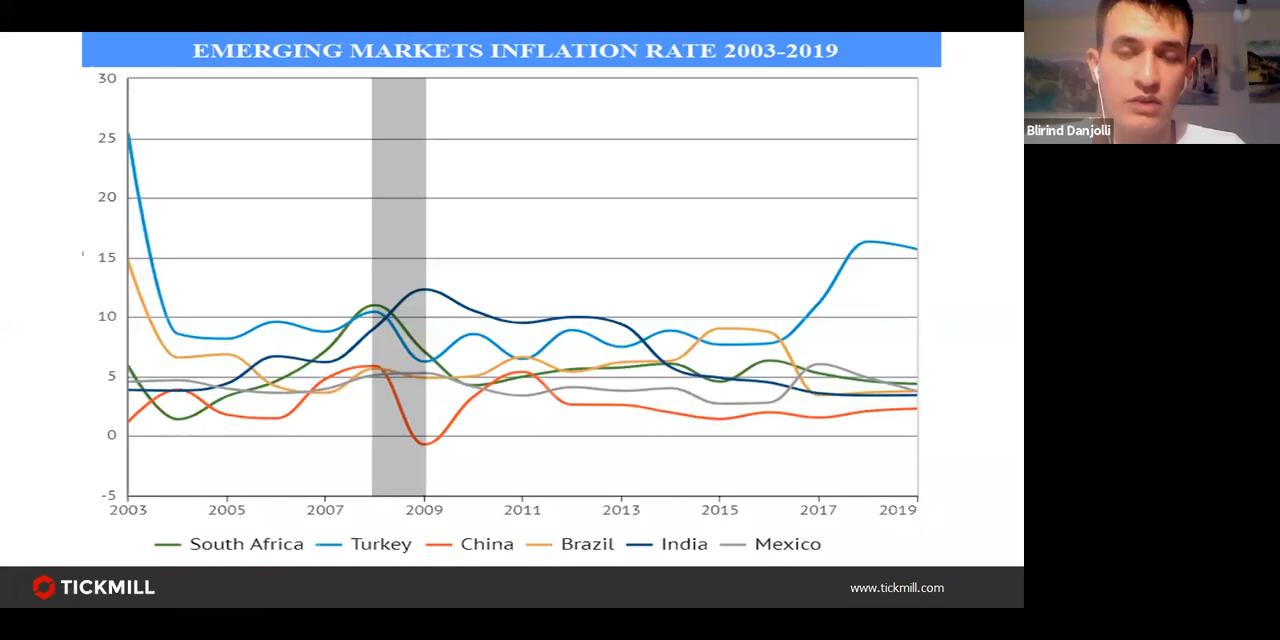 EMERGING MARKETS INFLATION RATE 2003-2019
30
25
20
15
10
5
0
-5
2003 2005 2007 2009 2011 2013 2015 2017 2019
South Africa Turkey China Brazil India Mexico
TICKMILL
www.tickmill.com
Blirind Danjolli